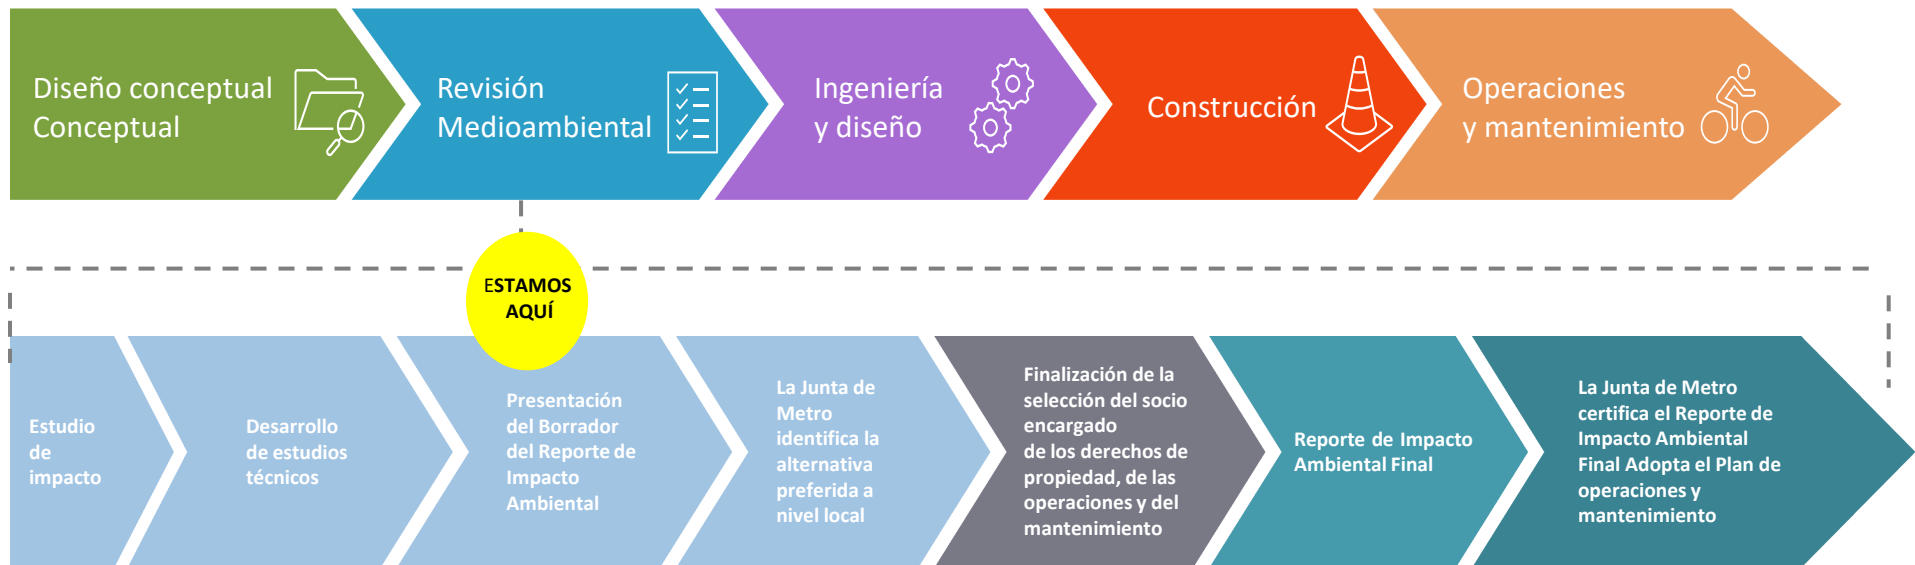 Diseño conceptual
Conceptual
Revisión
Medioambiental
Ingeniería
y diseño
Construcción
Operaciones
y mantenimiento
ESTAMOS
AQUÍ
Estudio
de
impacto
Desarrollo
de estudios
técnicos
Presentación
del Borrador
del Reporte de
Impacto
Ambiental
La Junta de
Metro
identifica la
alternativa
preferida a
nivel local
Finalización de la
selección del socio
encargado
de los derechos de
propiedad, de las
operaciones y del
mantenimiento
Reporte de Impacto
Ambiental Final
La Junta de Metro
certifica el Reporte de
Impacto Ambiental
Final Adopta el Plan de
operaciones y
mantenimiento